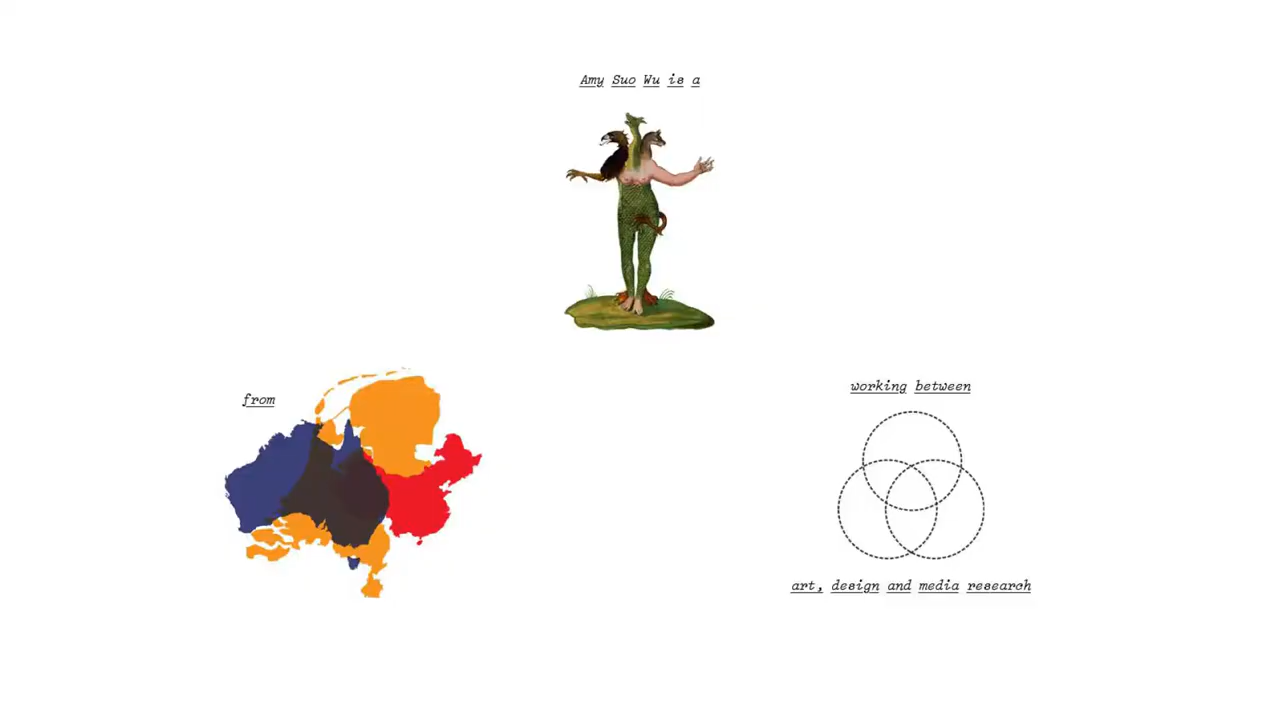 Amy Suo Wu is a
from
working between
art, design and media research